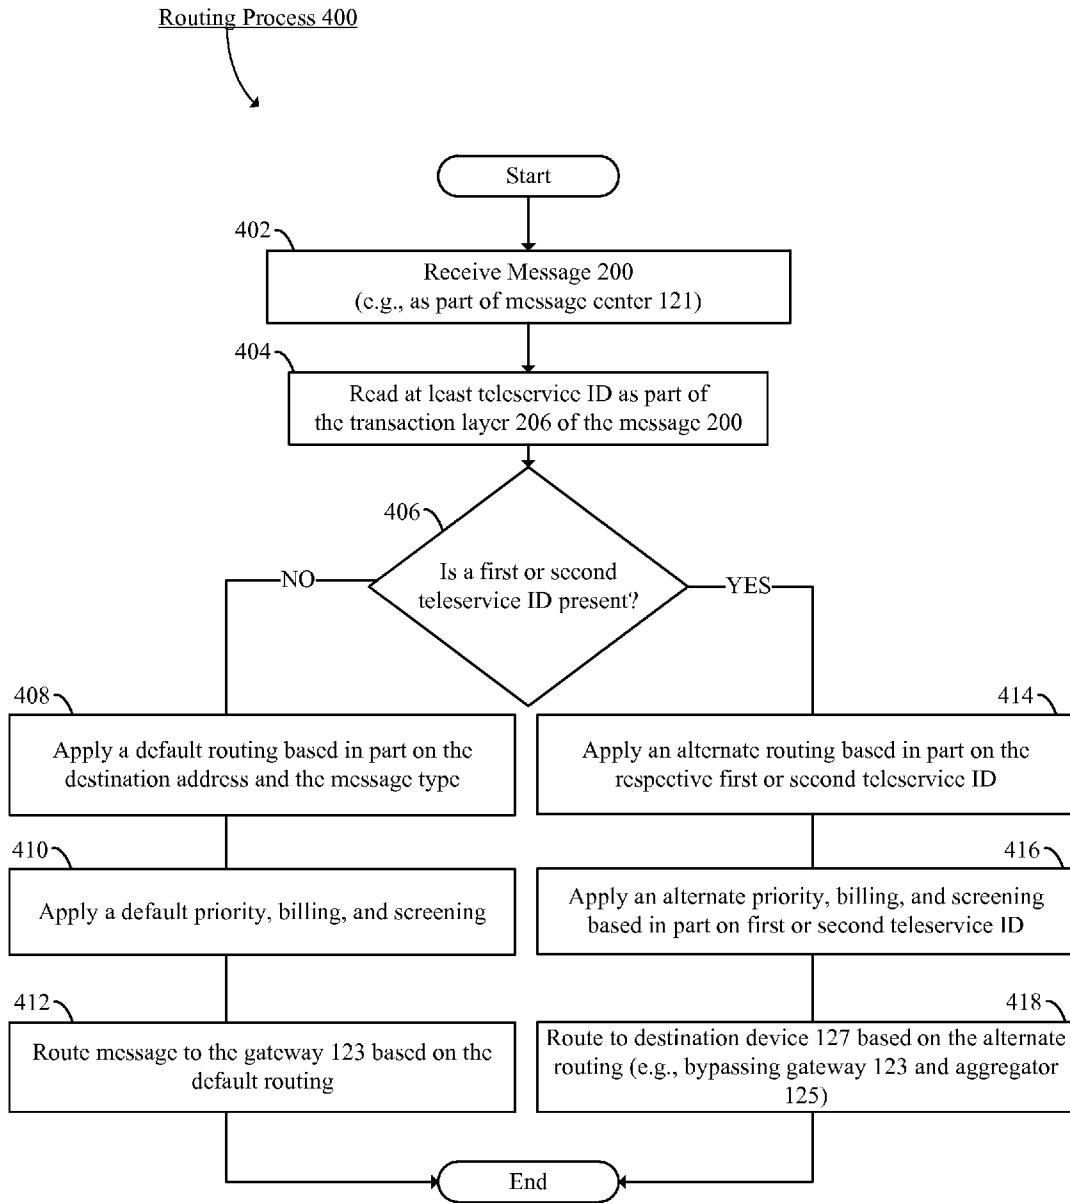 Routing Process 400
Start
402
Receive Message 200
(e.g., as part of message center 121)
404
Read at least teleservice ID as part of
the transaction layer 206 of the message 200
406
Is a first or second
teleservice ID present?
NO
YES
408
Apply a default routing based in part on the
destination address and the message type
414
Apply an alternate routing based in part on the
respective first or second teleservice ID
410
Apply a default priority, billing, and screening
416
Apply an alternate priority, billing, and screening
based in part on first or second teleservice ID
412
Route message to the gateway 123 based on the
default routing
418
Route to destination device 127 based on the alternate
routing (e.g., bypassing gateway 123 and aggregator
125)
End